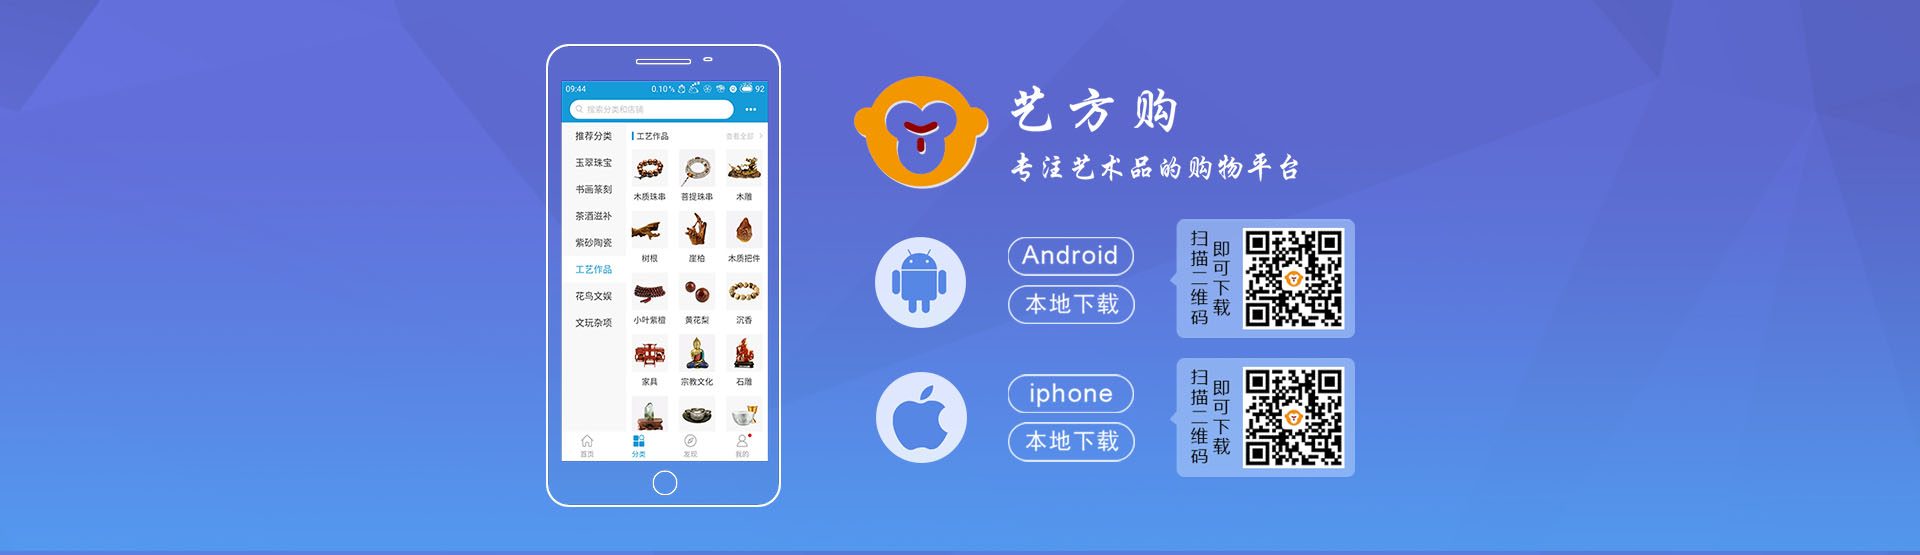 09:44
0.10%
92
搜索分类和店铺
推荐分类
玉翠珠宝
书画篆刻
茶酒滋补
紫砂陶瓷
工艺作品
花鸟文娱
文玩杂项
工艺作品
查看全部
木质珠串
菩提珠串
木雕
树根
崖柏
木质把件
小叶紫檀
黄花梨
沉香
家具
宗教文化
石雕
首页
分类
发现
我的
艺方购
专注艺术品的购物平台
Android
本地下载
扫描二维码
即可下载
iphone
本地下载
扫描二维码
即可下载